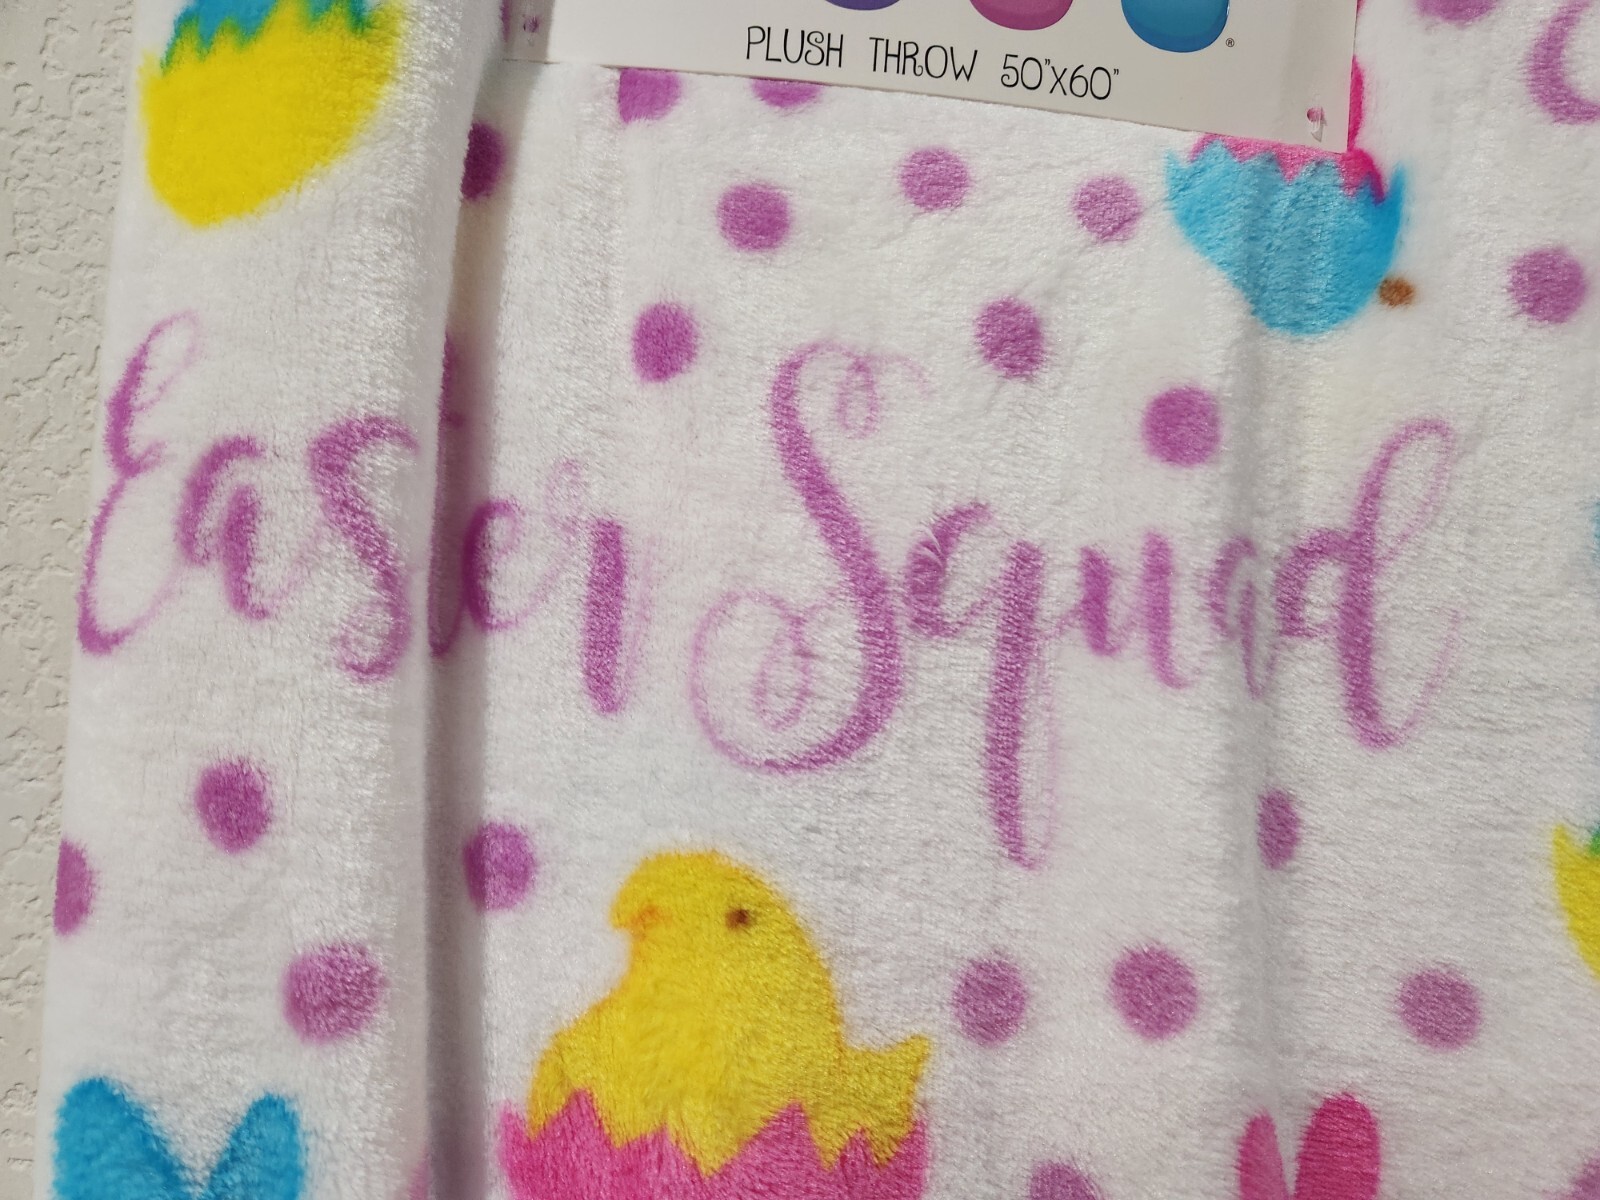 PLUSH THROW 50"X60"
Easter Squad